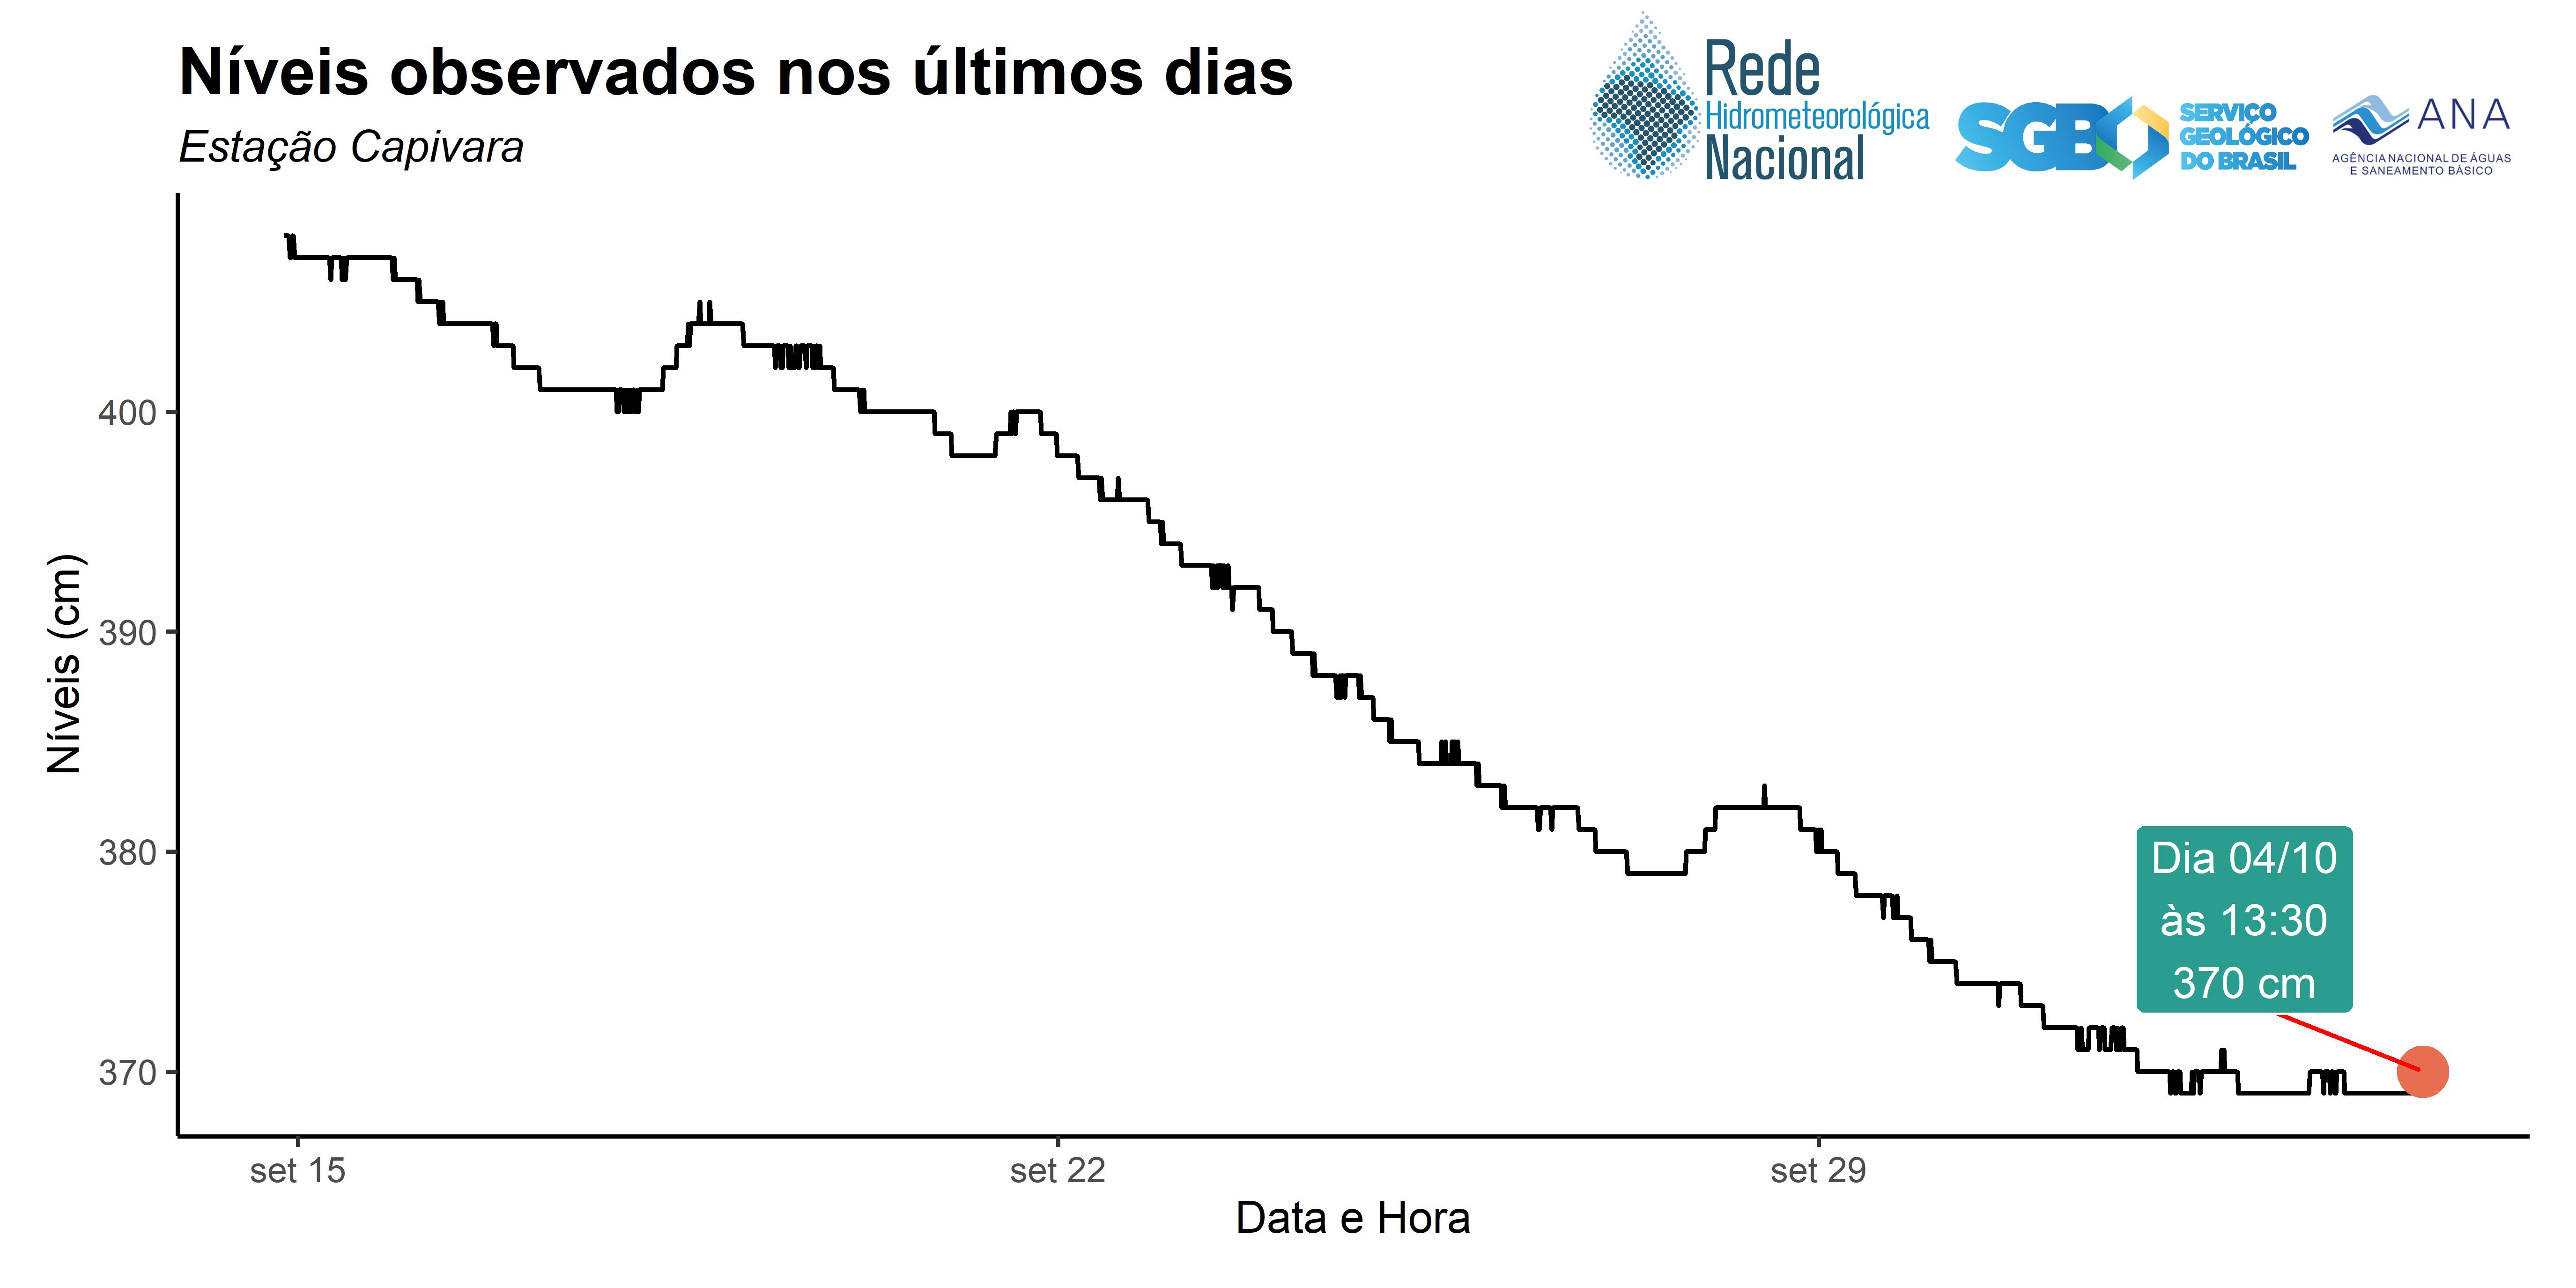 Níveis observados nos últimos dias
Estação Capivara
Rede
Hidrometeorológica
Nacional
SGB
SERVIÇO
GEOLÓGICO
DO BRASIL
ANA
AGÊNCIA NACIONAL DE ÁGUAS
E SANEAMENTO BÁSICO
Níveis (cm)
400
390
380
370
Dia 04/10
às 13:30
370 cm
set 15
set 22
set 29
Data e Hora